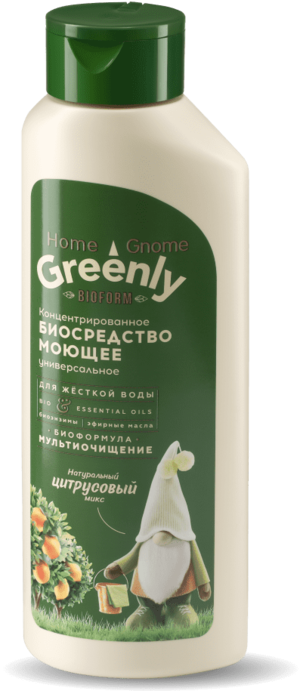 Home Gnome
Greenly
BIOFORM
Концентрированное
БИОСРЕДСТВО
МОЮЩЕЕ
универсальное
ДЛЯ ЖЁСТКОЙ ВОДЫ
BIO & ESSENTIAL OILS
биоэнзимы | эфирные масла
· БИОФОРМУЛА ·
МУЛЬТИОЧИЩЕНИЕ
Натуральный
цитрусовый
микс